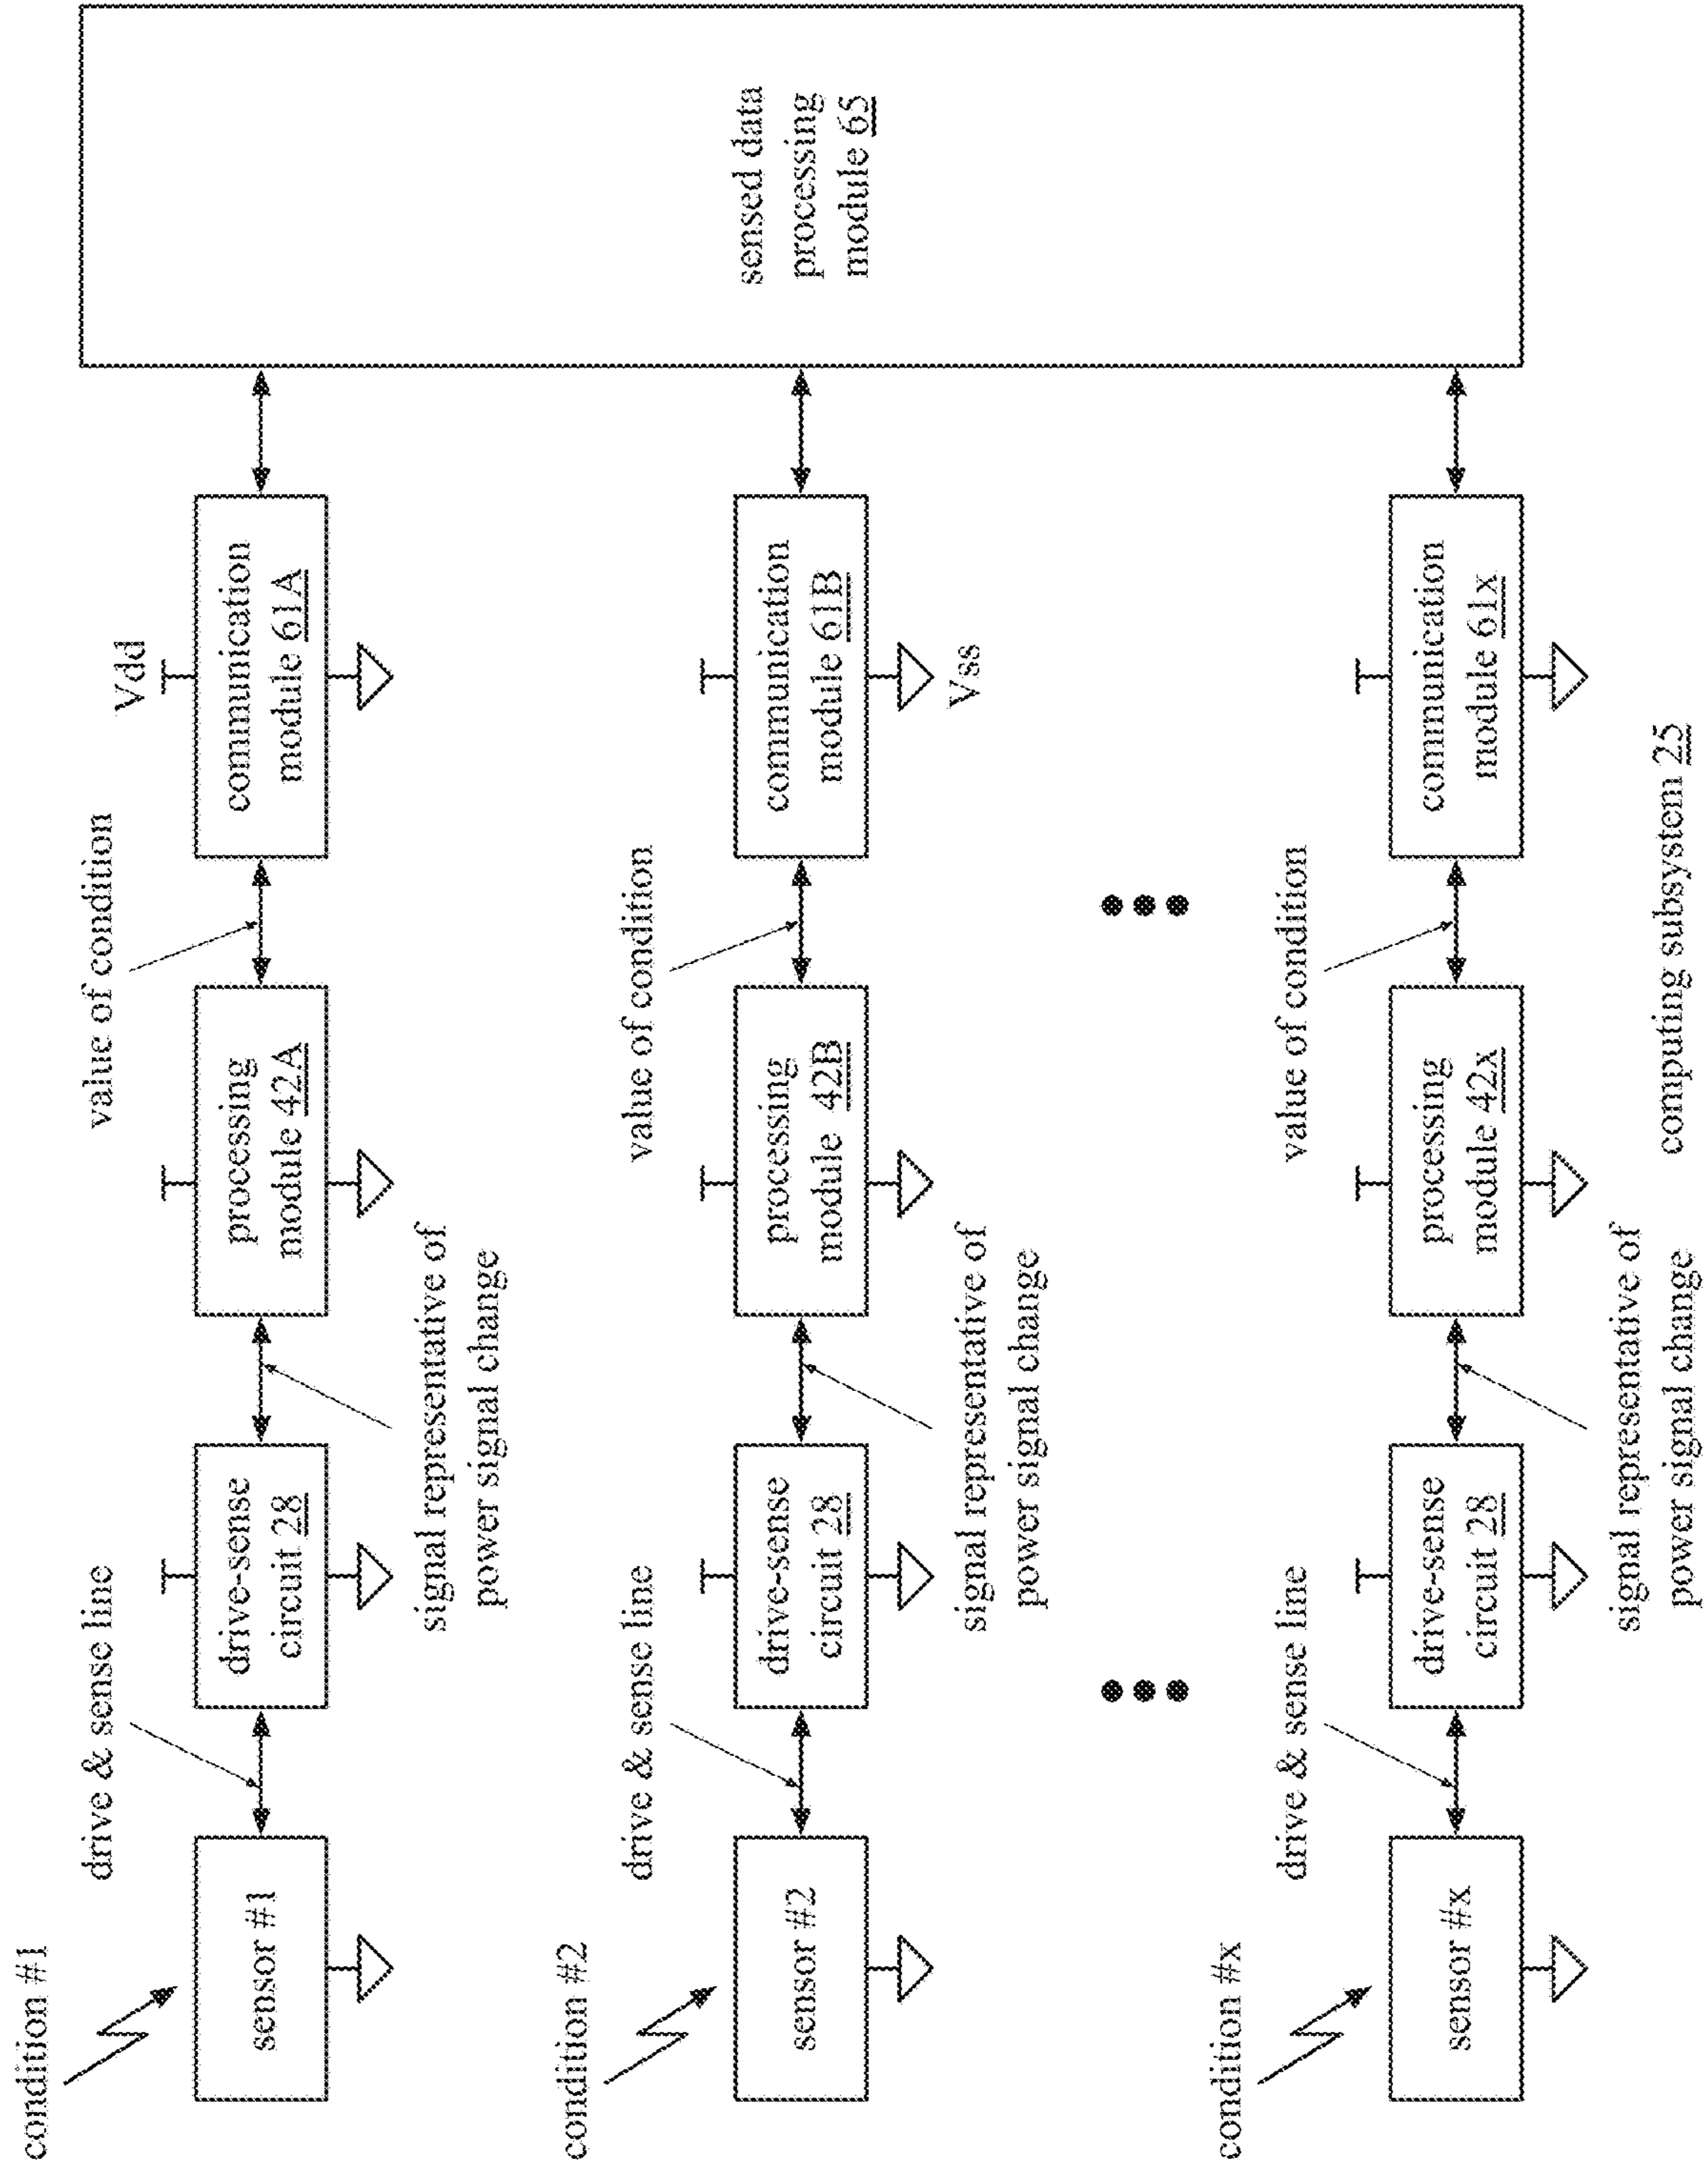 condition #1
drive & sense line
value of condition
Vdd
sensor #1
drive-sense
circuit 28
processing
module 42A
communication
module 61A
signal representative of
power signal change
sensed data
processing
module 65
condition #2
drive & sense line
value of condition
sensor #2
drive-sense
circuit 28
processing
module 42B
communication
module 61B
signal representative of
power signal change
Vss
condition #x
drive & sense line
value of condition
sensor #x
drive-sense
circuit 28
processing
module 42x
communication
module 61x
signal representative of
power signal change
computing subsystem 25